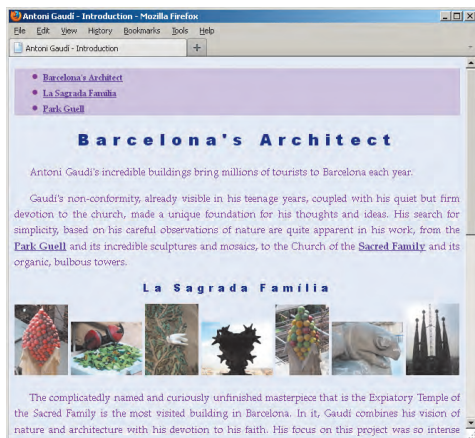 Antoni Gaudí - Introduction - Mozilla Firefox
File Edit View History Bookmarks Tools Help
Antoni Gaudí - Introduction
Barcelona's Architect
La Sagrada Família
Park Guell
Barcelona's Architect
Antoni Gaudí's incredible buildings bring millions of tourists to Barcelona each year.
Gaudí's non-conformity, already visible in his teenage years, coupled with his quiet but firm
devotion to the church, made a unique foundation for his thoughts and ideas. His search for
simplicity, based on his careful observations of nature are quite apparent in his work, from the
Park Guell and its incredible sculptures and mosaics, to the Church of the Sacred Family and its
organic, bulbous towers.
La Sagrada Família
The complicatedly named and curiously unfinished masterpiece that is the Expiatory Temple of
the Sacred Family is the most visited building in Barcelona. In it, Gaudí combines his vision of
nature and architecture with his devotion to his faith. His focus on this project was so intense